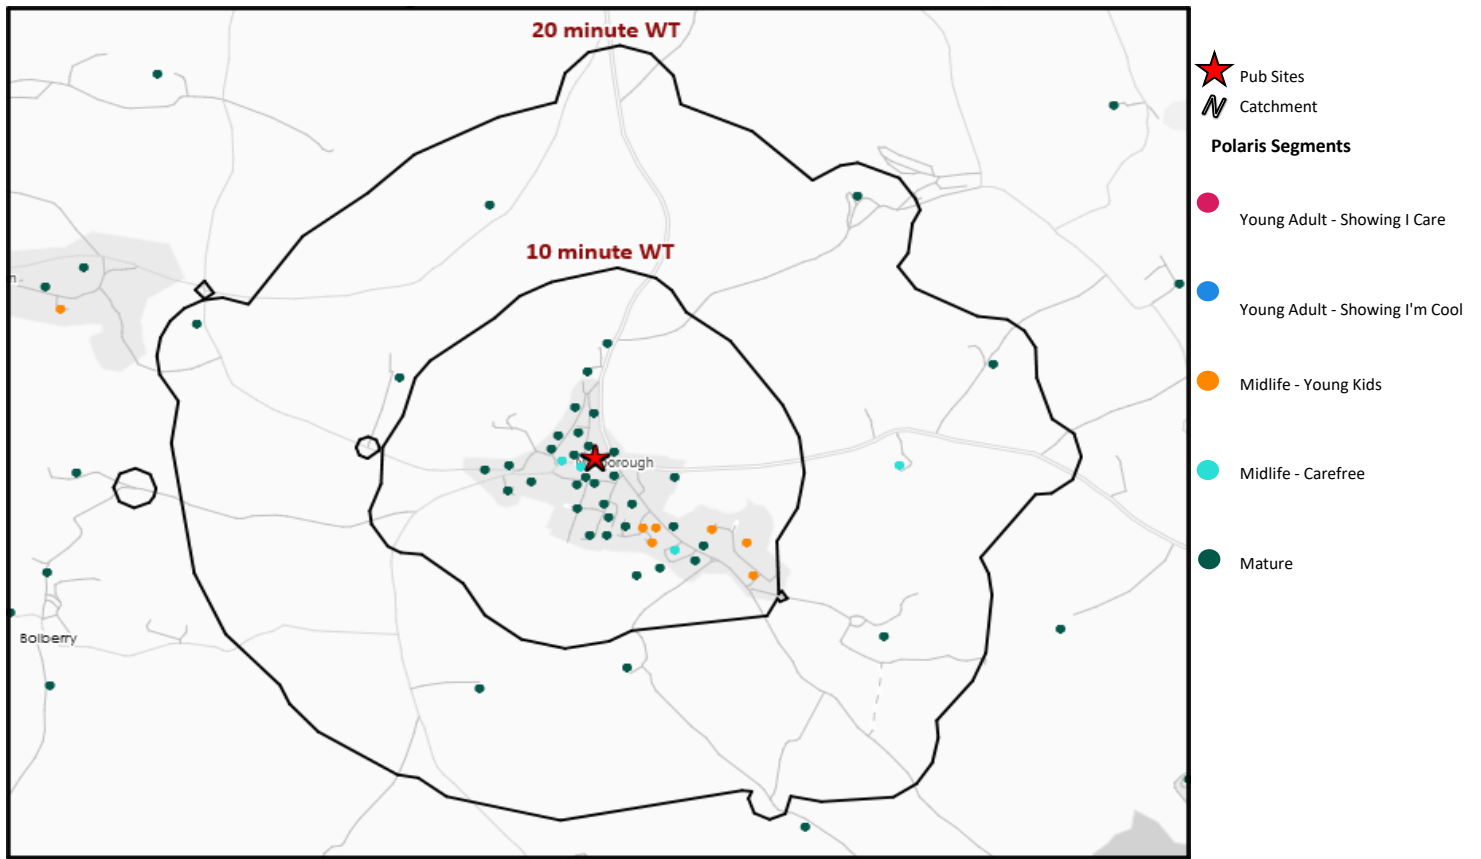 20 minute WT
10 minute WT
Bolberry
Pub Sites
Catchment
Polaris Segments
Young Adult - Showing I Care
Young Adult - Showing I'm Cool
Midlife - Young Kids
Midlife - Carefree
Mature